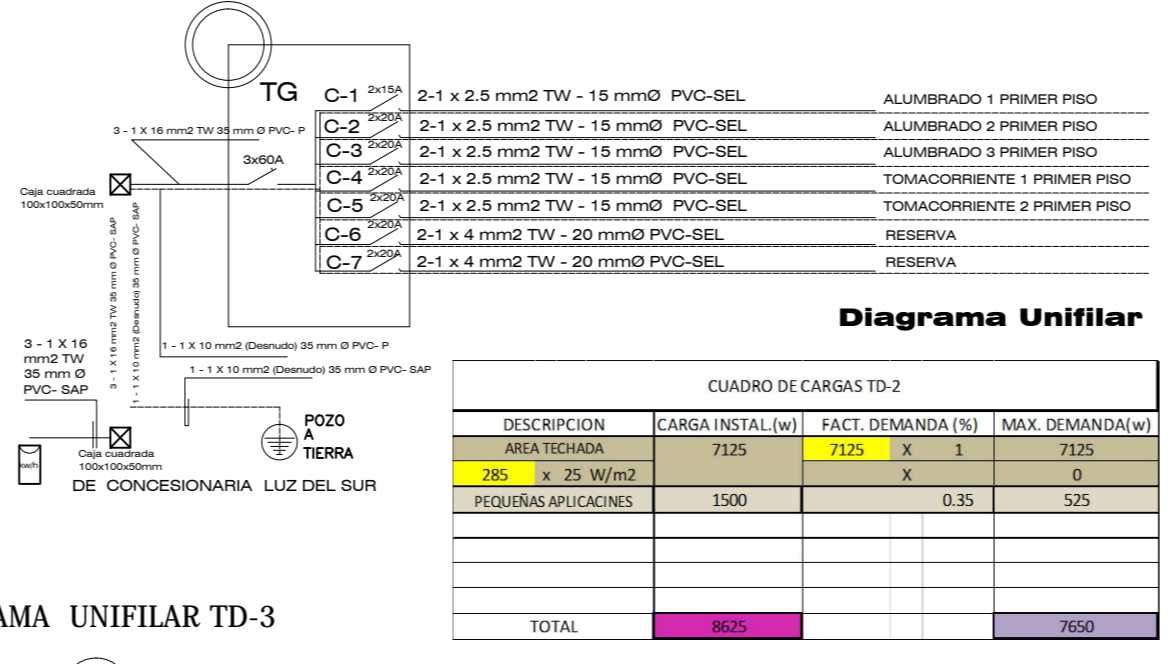 TG
C-1 2x15A 2-1 x 2.5 mm2 TW - 15 mmØ PVC-SEL ALUMBRADO 1 PRIMER PISO
C-2 2x20A 2-1 x 2.5 mm2 TW - 15 mmØ PVC-SEL ALUMBRADO 2 PRIMER PISO
C-3 2x20A 2-1 x 2.5 mm2 TW - 15 mmØ PVC-SEL ALUMBRADO 3 PRIMER PISO
C-4 2x20A 2-1 x 2.5 mm2 TW - 15 mmØ PVC-SEL TOMACORRIENTE 1 PRIMER PISO
C-5 2x20A 2-1 x 2.5 mm2 TW - 15 mmØ PVC-SEL TOMACORRIENTE 2 PRIMER PISO
C-6 2x20A 2-1 x 4 mm2 TW - 20 mmØ PVC-SEL RESERVA
C-7 2x20A 2-1 x 4 mm2 TW - 20 mmØ PVC-SEL RESERVA
3 - 1 X 16 mm2 TW 35 mm Ø PVC- P
3x60A
Caja cuadrada
100x100x50mm
3 - 1 X 16 mm2 TW 35 mm Ø PVC- SAP
1 - 1 X 10 mm2 (Desnudo) 35 mm Ø PVC- SAP
Diagrama Unifilar
3 - 1 X 16
mm2 TW
35 mm Ø
PVC- SAP
1 - 1 X 10 mm2 (Desnudo) 35 mm Ø PVC- P
1 - 1 X 10 mm2 (Desnudo) 35 mm Ø PVC- SAP
POZO
A
TIERRA
kw/h
Caja cuadrada
100x100x50mm
DE CONCESIONARIA LUZ DEL SUR
CUADRO DE CARGAS TD-2
DESCRIPCION CARGA INSTAL.(w) FACT. DEMANDA (%) MAX. DEMANDA(w)
AREA TECHADA 7125 7125 X 1 7125
285 x 25 W/m2 X 0
PEQUEÑAS APLICACINES 1500 0.35 525
TOTAL 8625 7650
AMA UNIFILAR TD-3